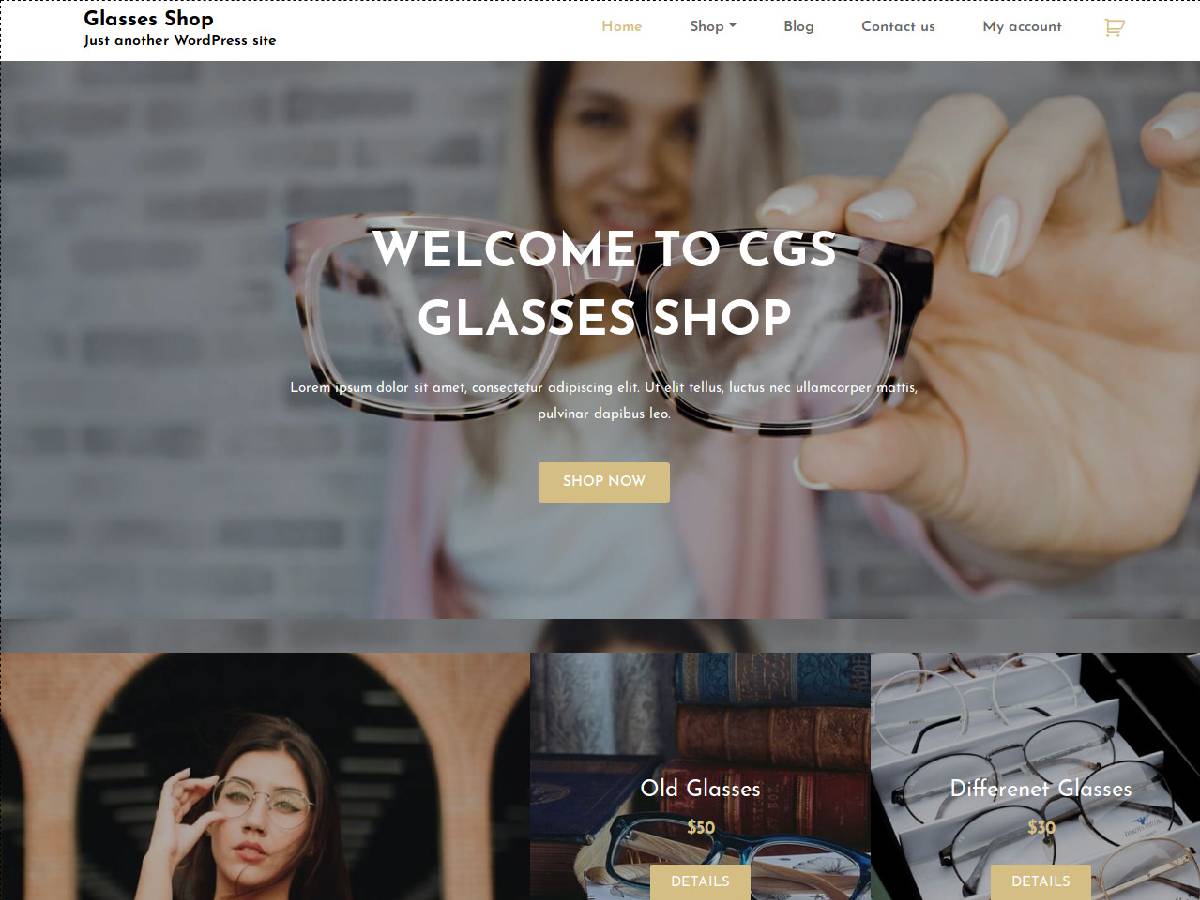 Glasses Shop
Just another WordPress site
Home Shop Blog Contact us My account
WELCOME TO CGS
GLASSES SHOP
Lorem ipsum dolor sit amet, consectetur adipiscing elit. Ut elit tellus, luctus nec ullamcorper mattis,
pulvinar dapibus leo.
SHOP NOW
Old Glasses
$50
DETAILS
Differenet Glasses
$30
DETAILS